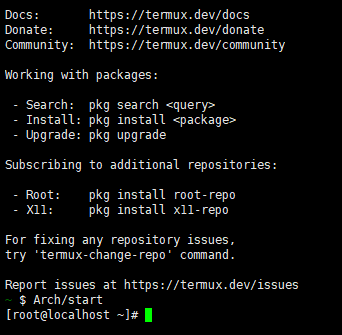 Docs:       https://termux.dev/docs
Donate:     https://termux.dev/donate
Community:  https://termux.dev/community

Working with packages:

 - Search:  pkg search <query>
 - Install: pkg install <package>
 - Upgrade: pkg upgrade

Subscribing to additional repositories:

 - Root:    pkg install root-repo
 - X11:     pkg install x11-repo

For fixing any repository issues,
try 'termux-change-repo' command.

Report issues at https://termux.dev/issues
~ $ Arch/start
[root@localhost ~]#